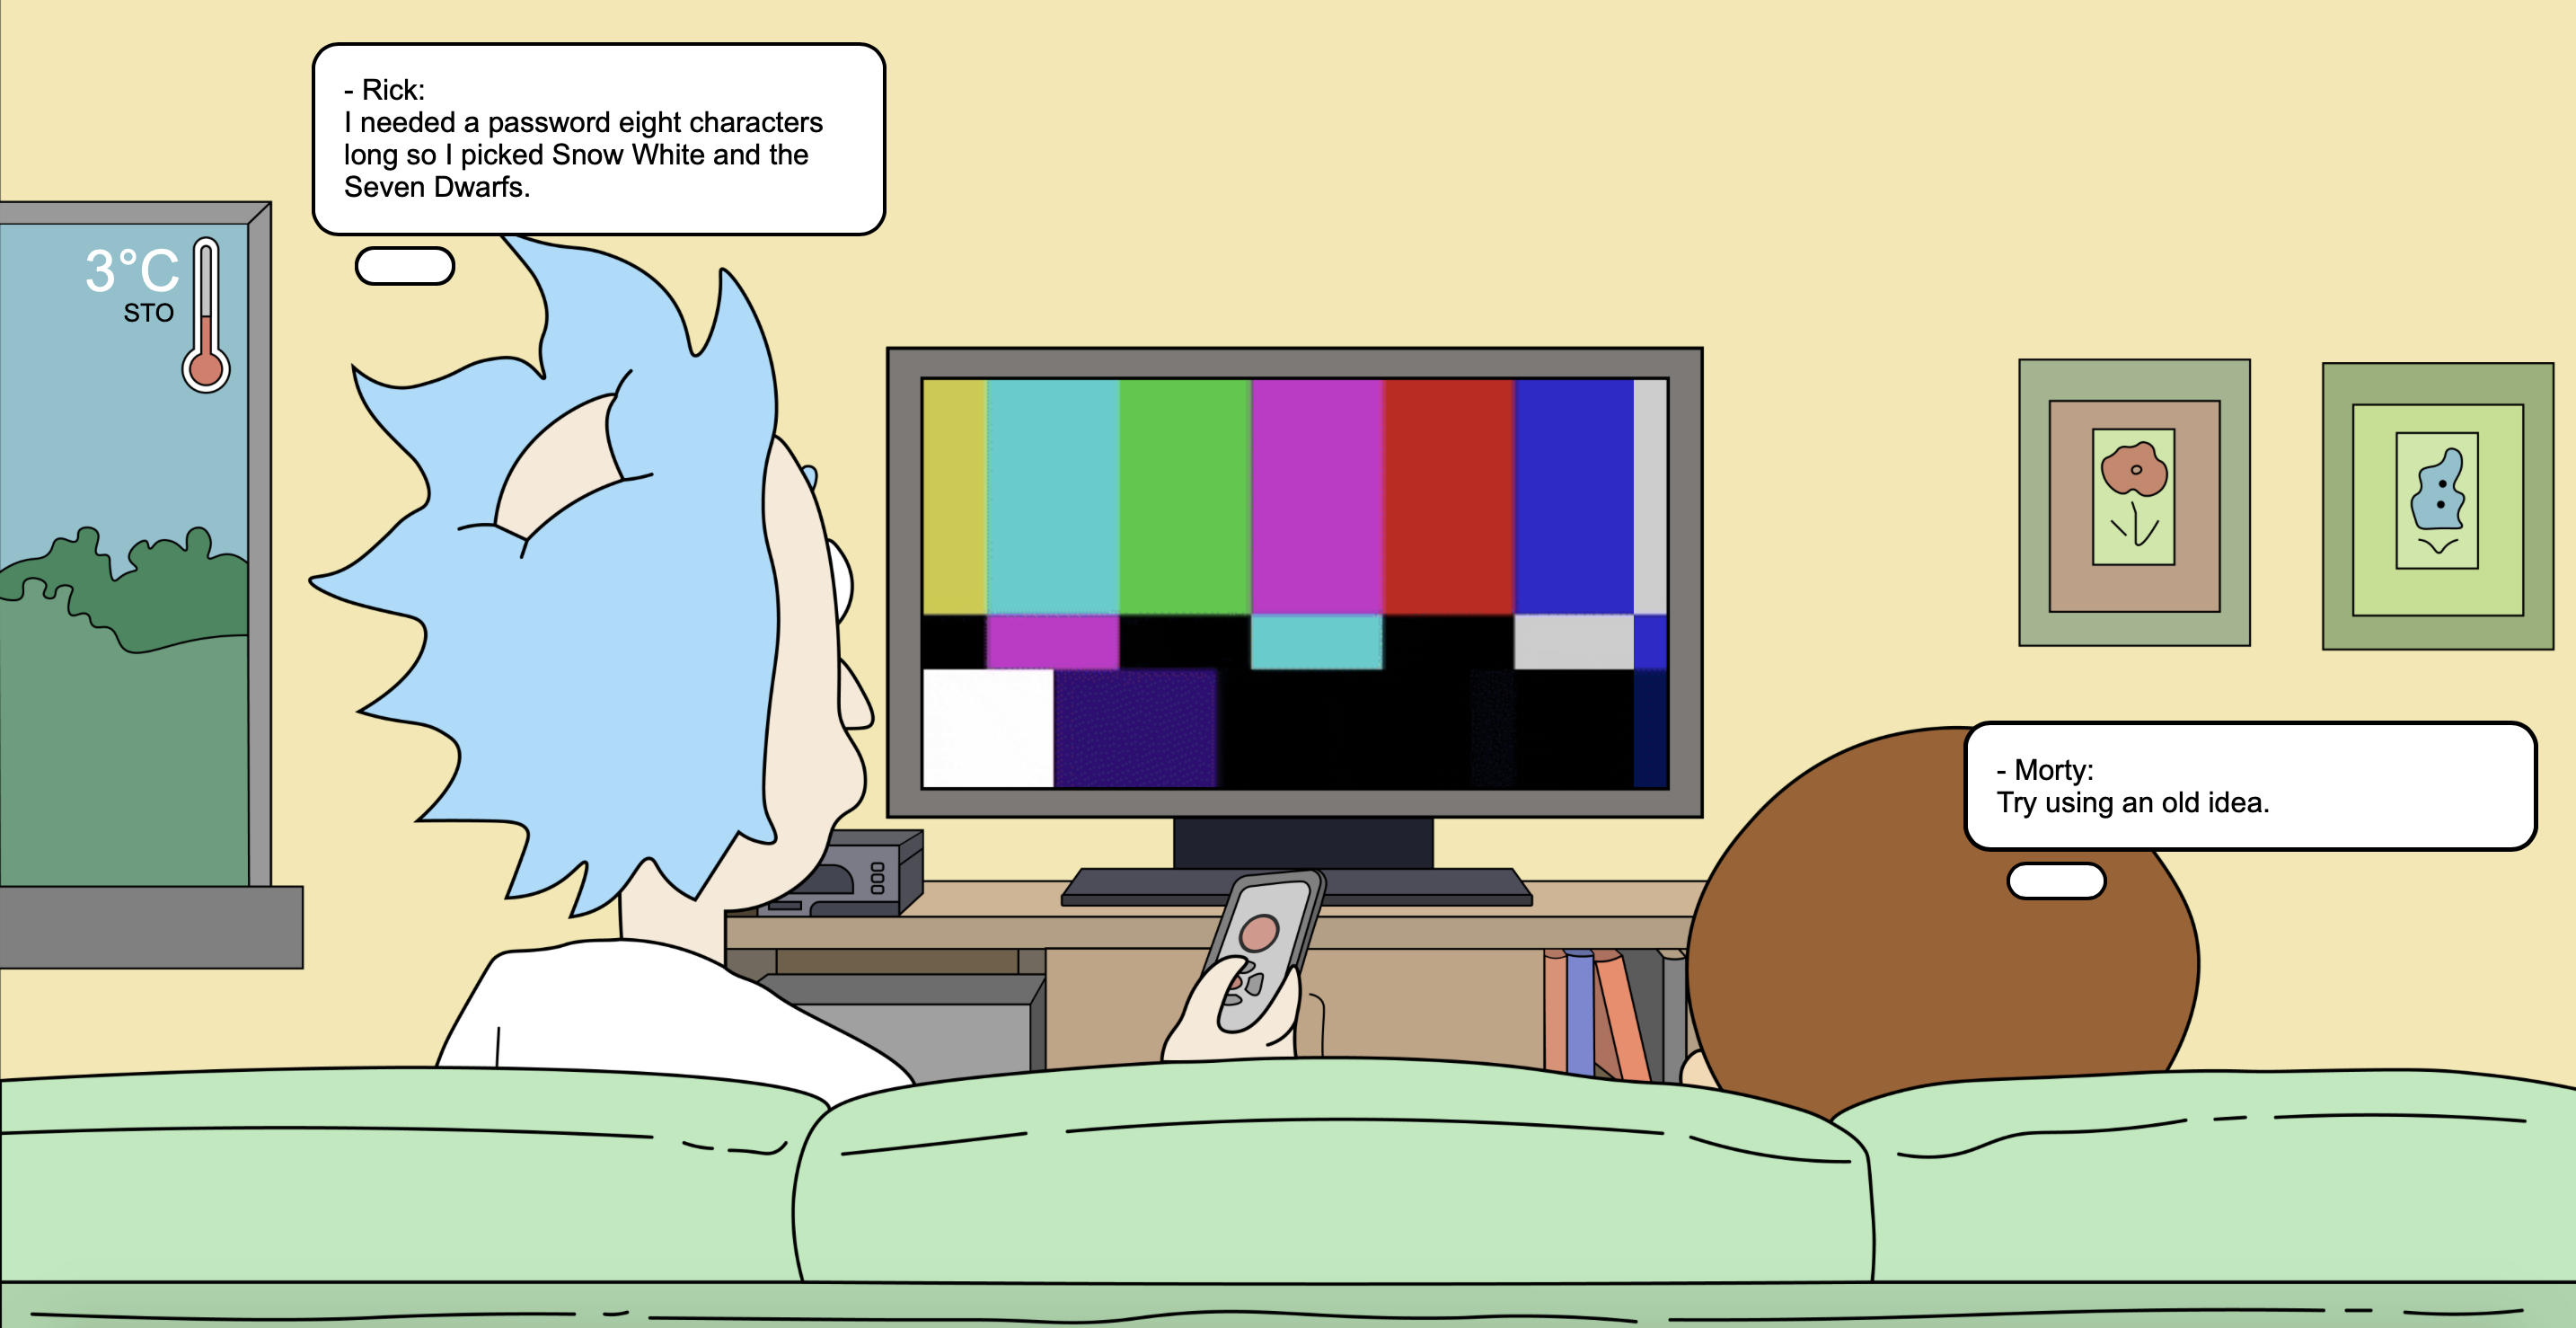 - Rick:
I needed a password eight characters
long so I picked Snow White and the
Seven Dwarfs.
3°C
STO
- Morty:
Try using an old idea.